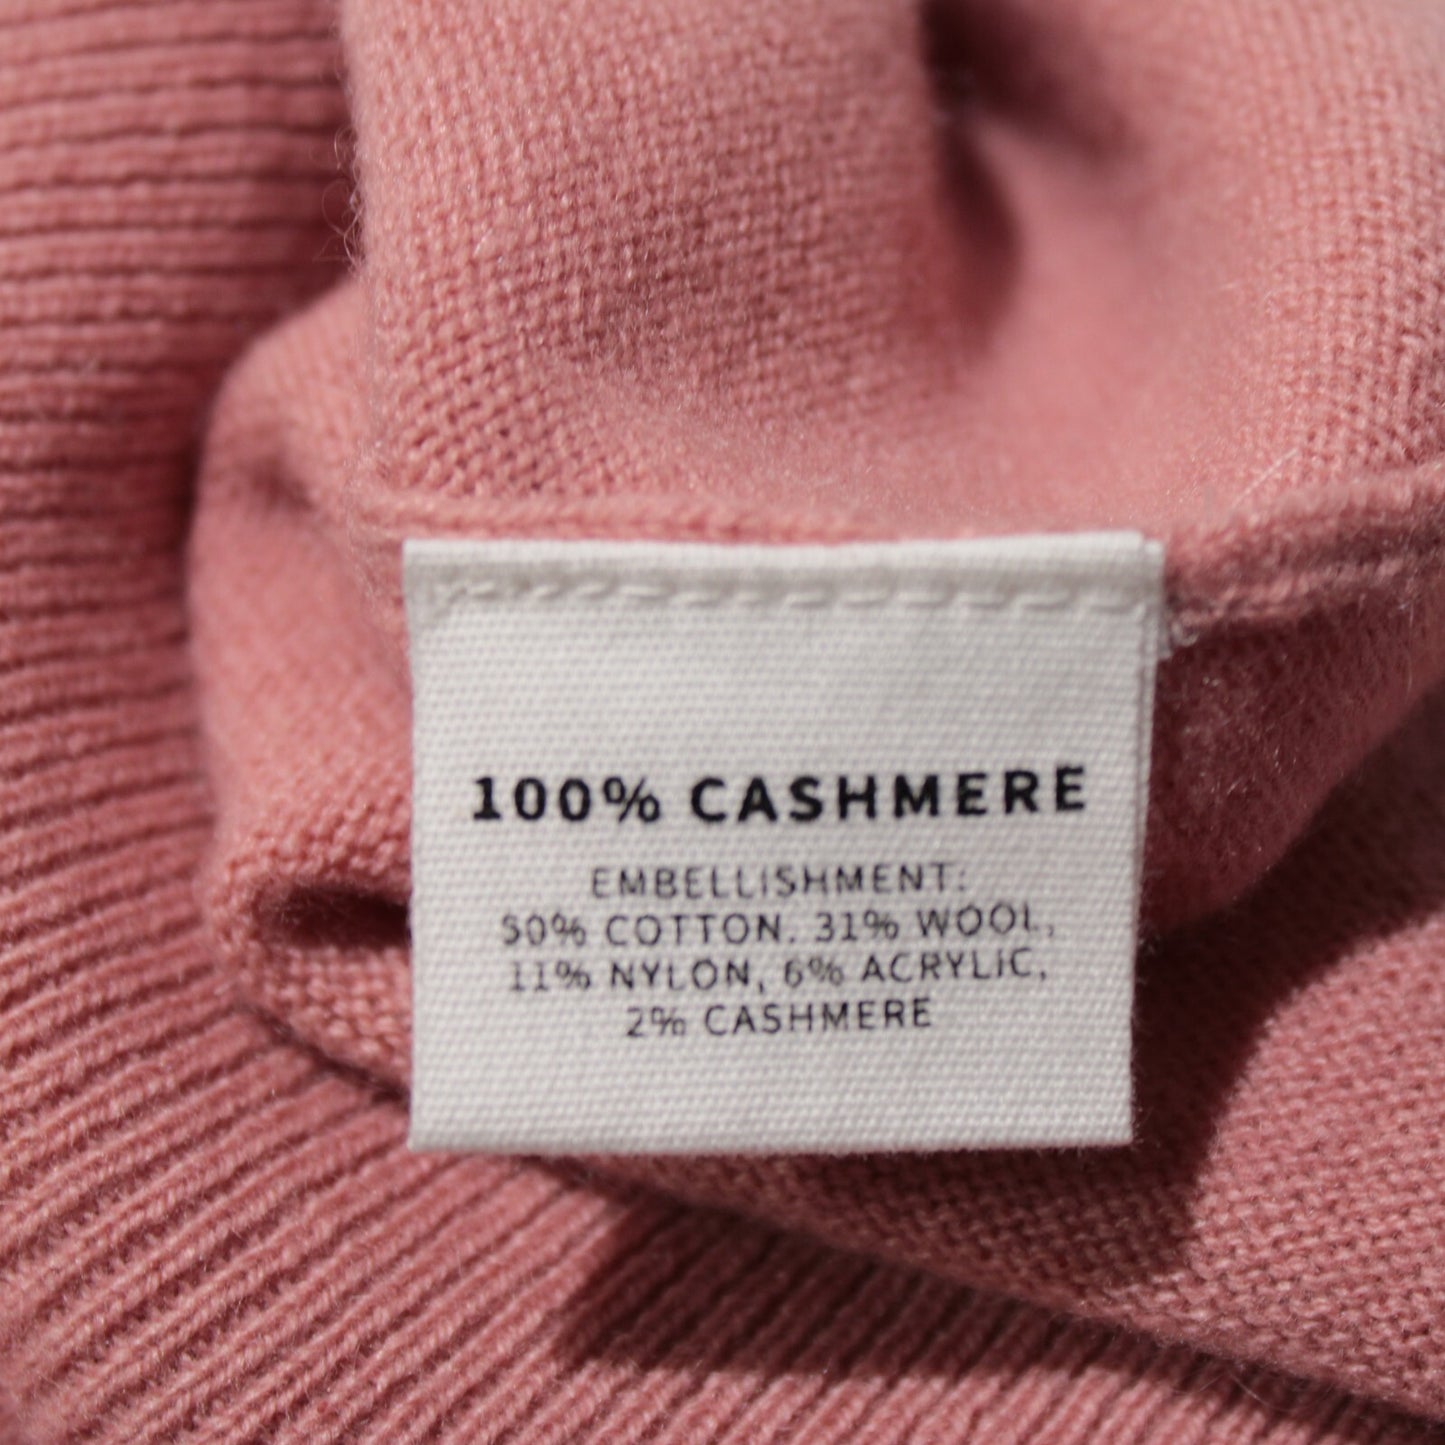 100% CASHMERE
EMBELLISHMENT:
50% COTTON, 31% WOOL,
11% NYLON, 6% ACRYLIC,
2% CASHMERE